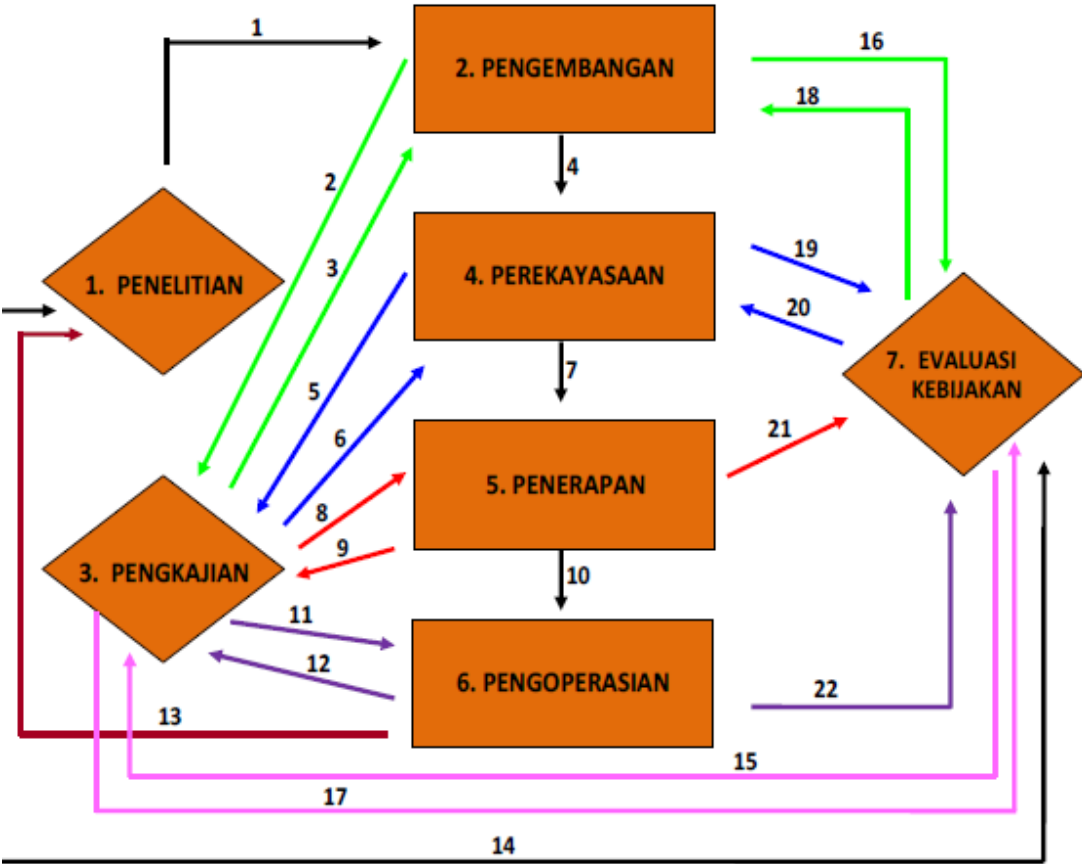 1
2. PENGEMBANGAN
16
18
4
2
3
1. PENELITIAN
4. PEREKAYASAAN
19
20
7
5
6
7. EVALUASI
KEBIJAKAN
21
8
5. PENERAPAN
9
3. PENGKAJIAN
10
11
12
6. PENGOPERASIAN
22
13
15
17
14